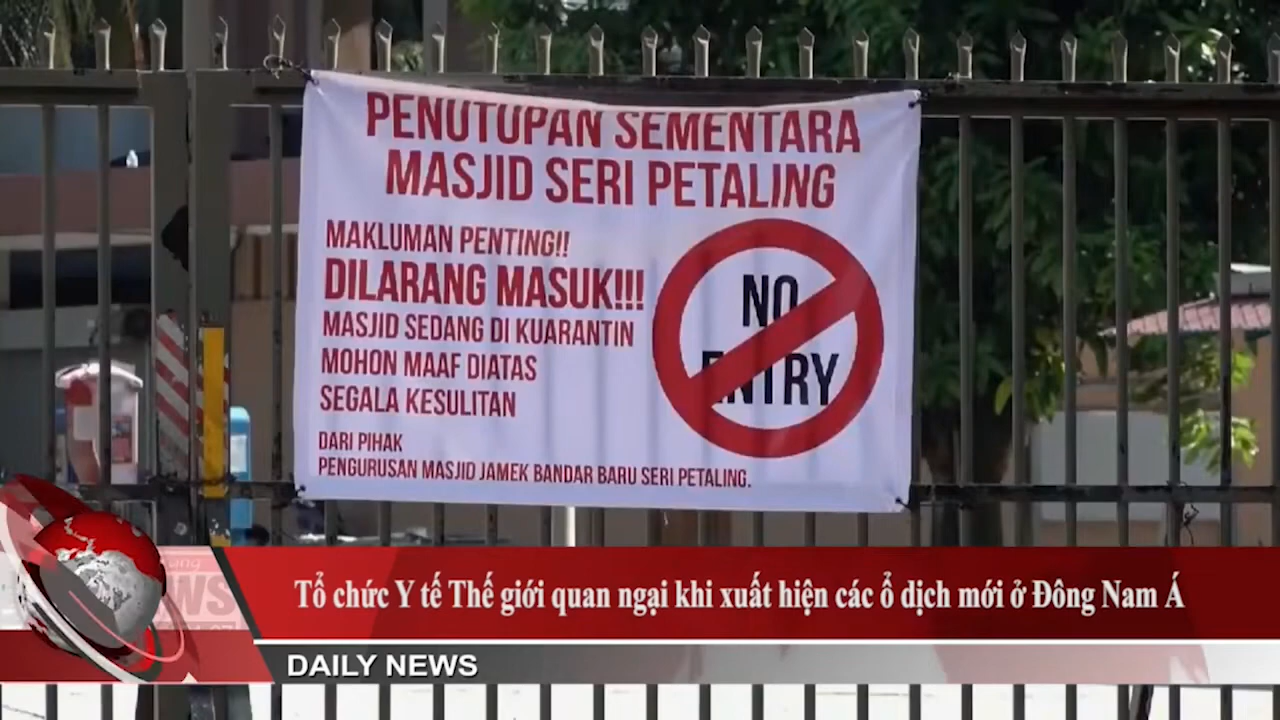 PENUTUPAN SEMENTARA
MASJID SERI PETALING
MAKLUMAN PENTING!!
DILARANG MASUK!!!
MASJID SEDANG DI KUARANTIN
MOHON MAAF DIATAS
SEGALA KESULITAN
DARI PIHAK
PENGURUSAN MASJID JAMEK BANDAR BARU SERI PETALING.
NO
ENTRY
Tổ chức Y tế Thế giới quan ngại khi xuất hiện các ổ dịch mới ở Đông Nam Á
DAILY NEWS